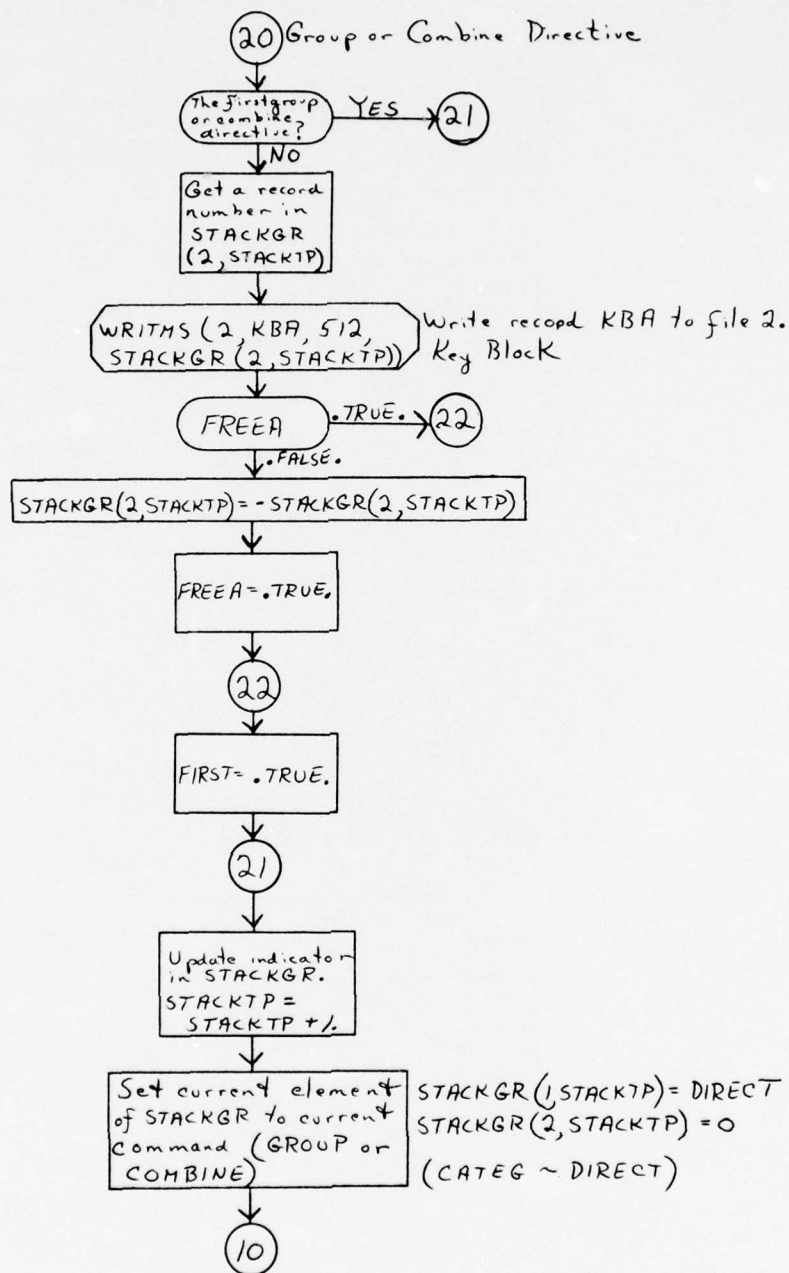 20 Group or Combine Directive
The first group
or combine
directive?
YES
21
NO
Get a record
number in
STACKGR
(2, STACKTP)
WRITMS (2, KBA, 512,
STACKGR (2, STACKTP))
Write record KBA to file 2.
Key Block
FREEA
.TRUE.
22
.FALSE.
STACKGR(2,STACKTP)=-STACKGR(2,STACKTP)
FREEA=.TRUE.
22
FIRST=.TRUE.
21
Update indicator
in STACKGR.
STACKTP=
STACKTP+1.
Set current element
of STACKGR to current
Command (GROUP or
COMBINE)
STACKGR(1,STACKTP)=DIRECT
STACKGR(2,STACKTP)=0
(CATEG ~ DIRECT)
10